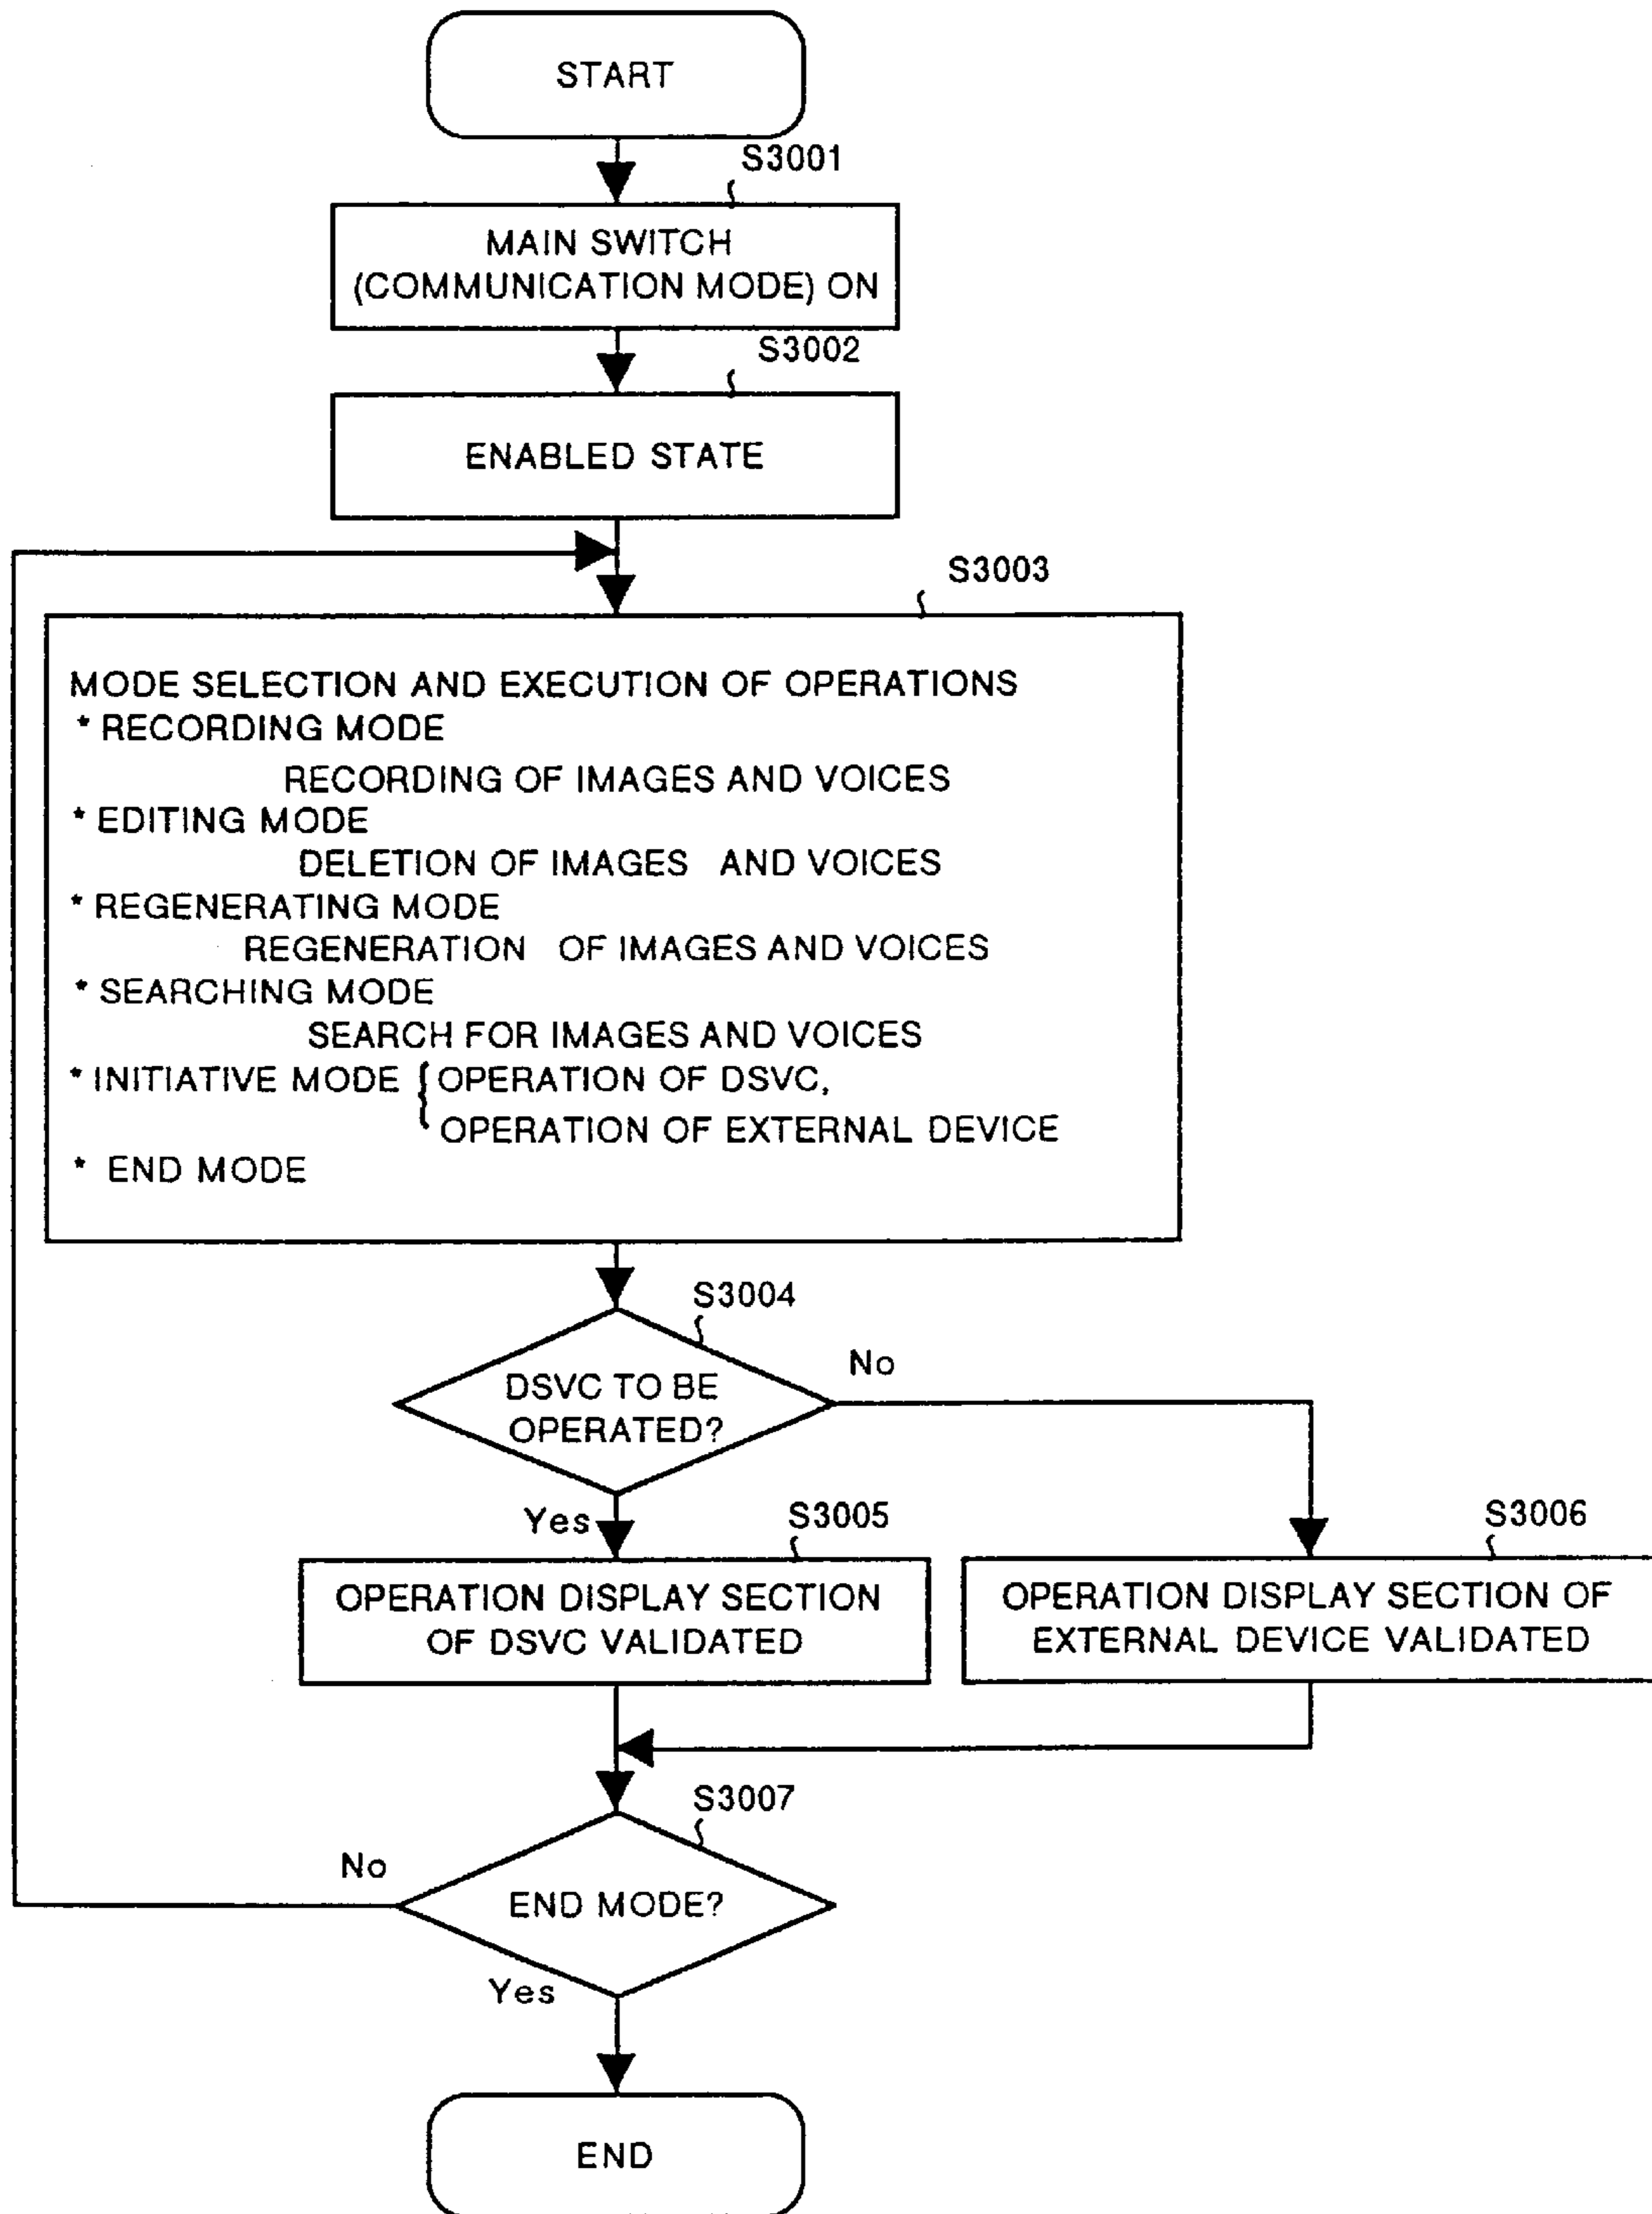 START
S3001
MAIN SWITCH
(COMMUNICATION MODE) ON
S3002
ENABLED STATE
S3003
MODE SELECTION AND EXECUTION OF OPERATIONS
* RECORDING MODE
RECORDING OF IMAGES AND VOICES
* EDITING MODE
DELETION OF IMAGES AND VOICES
* REGENERATING MODE
REGENERATION OF IMAGES AND VOICES
* SEARCHING MODE
SEARCH FOR IMAGES AND VOICES
* INITIATIVE MODE { OPERATION OF DSVC,
OPERATION OF EXTERNAL DEVICE
* END MODE
S3004
DSVC TO BE
OPERATED?
No
Yes
S3005
OPERATION DISPLAY SECTION
OF DSVC VALIDATED
S3006
OPERATION DISPLAY SECTION OF
EXTERNAL DEVICE VALIDATED
S3007
END MODE?
No
Yes
END